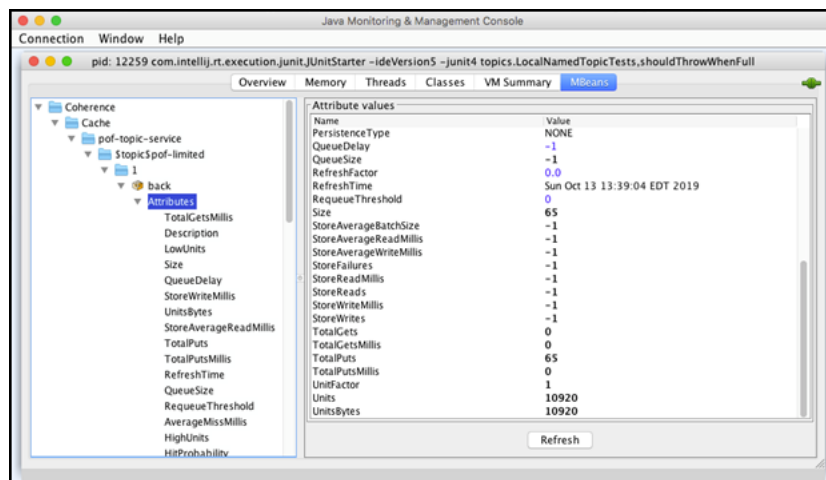 Java Monitoring & Management Console
Connection Window Help
pid: 12259 com.intellij.rt.execution.junit.JUnitStarter -ideVersion5 -junit4 topics.LocalNamedTopicTests,shouldThrowWhenFull
Overview Memory Threads Classes VM Summary MBeans
Coherence
Cache
pof-topic-service
$topic$pof-limited
1
back
Attributes
TotalGetsMillis
Description
LowUnits
Size
QueueDelay
StoreWriteMillis
UnitsBytes
StoreAverageReadMillis
TotalPuts
TotalPutsMillis
RefreshTime
QueueSize
RequeueThreshold
AverageMissMillis
HighUnits
HitProbability
Attribute values
Name Value
PersistenceType NONE
QueueDelay -1
QueueSize -1
RefreshFactor 0.0
RefreshTime Sun Oct 13 13:39:04 EDT 2019
RequeueThreshold 0
Size 65
StoreAverageBatchSize -1
StoreAverageReadMillis -1
StoreAverageWriteMillis -1
StoreFailures -1
StoreReadMillis -1
StoreReads -1
StoreWriteMillis -1
StoreWrites -1
TotalGets 0
TotalGetsMillis 0
TotalPuts 65
TotalPutsMillis 0
UnitFactor 1
Units 10920
UnitsBytes 10920
Refresh